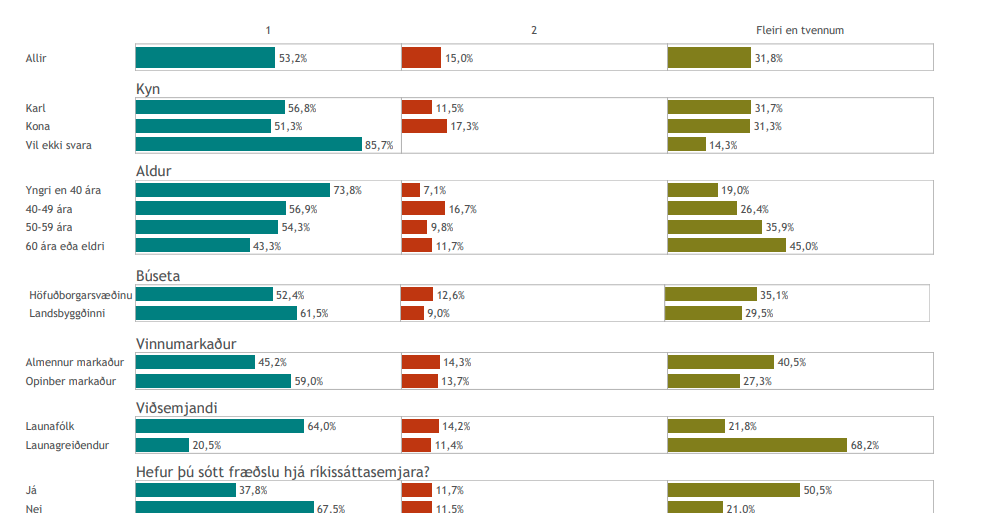 1 2 Fleiri en tvennum
Allir 53,2% 15,0% 31,8%
Kyn
Karl 56,8% 11,5% 31,7%
Kona 51,3% 17,3% 31,3%
Vil ekki svara 85,7% 14,3%
Aldur
Yngri en 40 ára 73,8% 7,1% 19,0%
40-49 ára 56,9% 16,7% 26,4%
50-59 ára 54,3% 9,8% 35,9%
60 ára eða eldri 43,3% 11,7% 45,0%
Búseta
Höfuðborgarsvæðinu 52,4% 12,6% 35,1%
Landsbyggðinni 61,5% 9,0% 29,5%
Vinnumarkaður
Almennur markaður 45,2% 14,3% 40,5%
Opinber markaður 59,0% 13,7% 27,3%
Viðsemjandi
Launafólk 64,0% 14,2% 21,8%
Launagreiðendur 20,5% 11,4% 68,2%
Hefur þú sótt fræðslu hjá ríkissáttasemjara?
Já 37,8% 11,7% 50,5%
Nei 67,5% 11,5% 21,0%